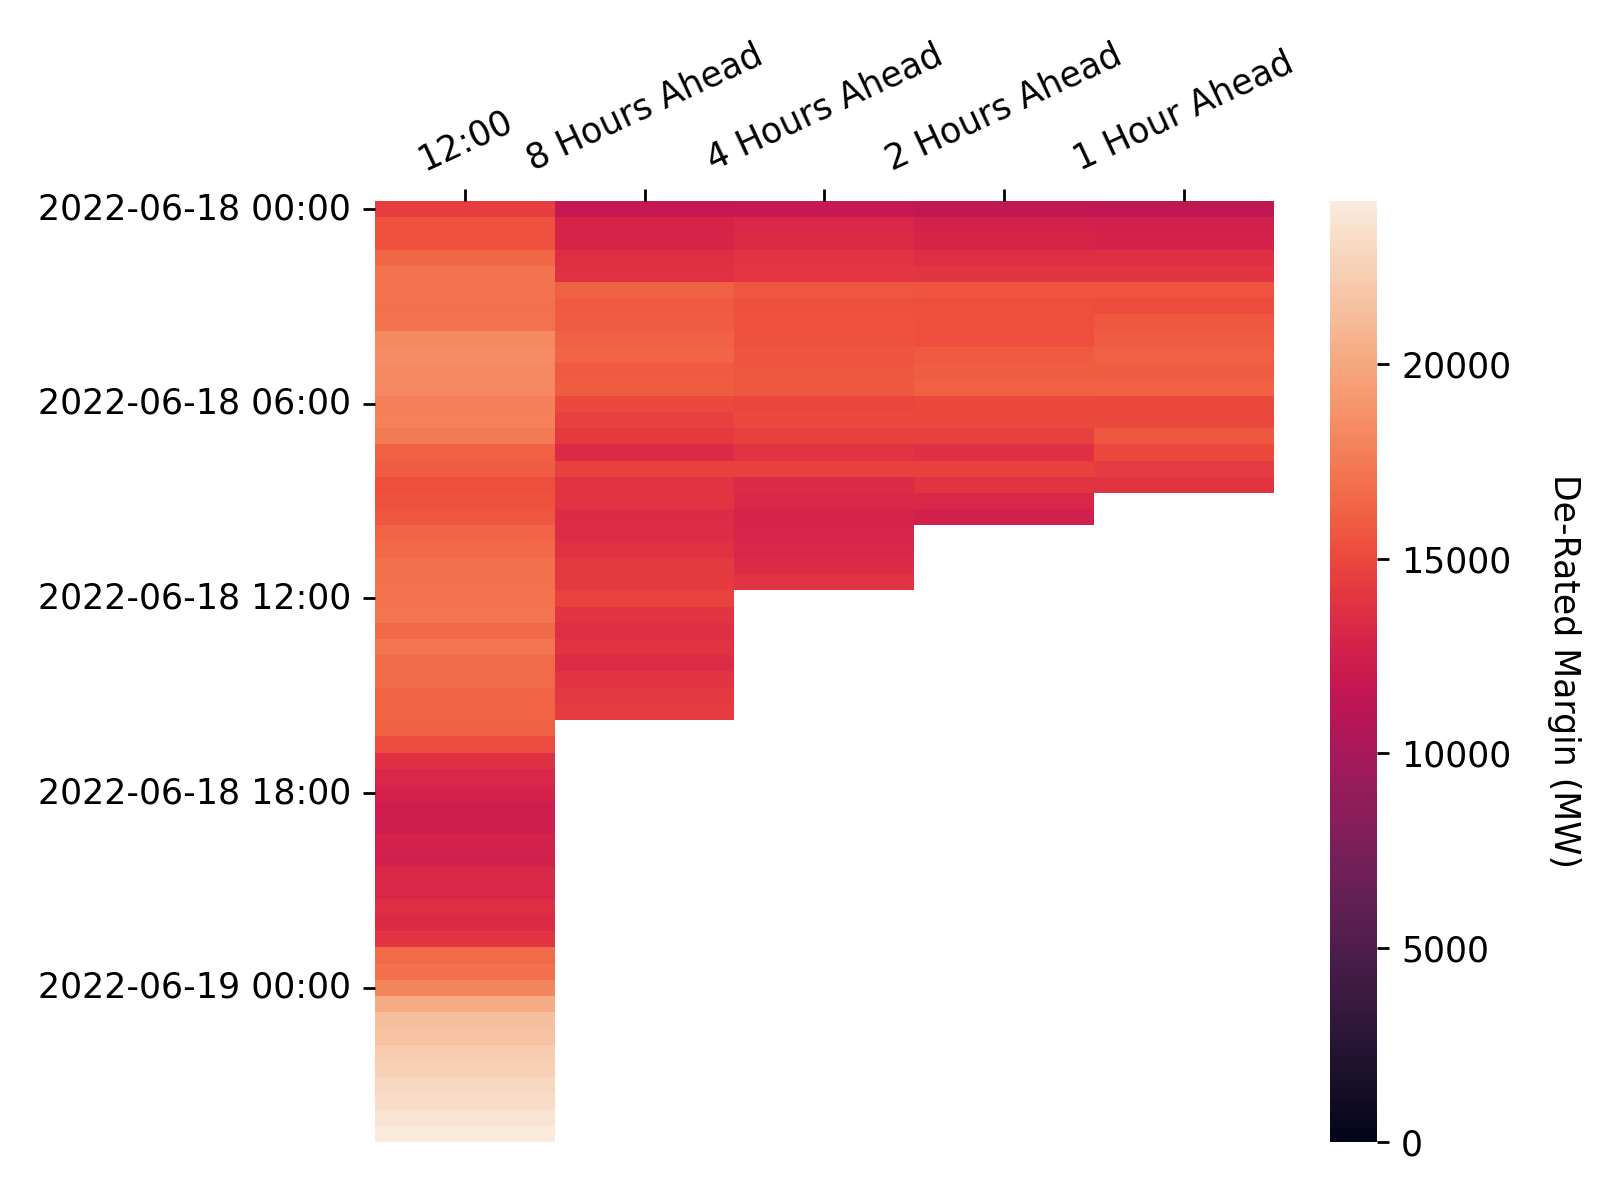 12:00
8 Hours Ahead
4 Hours Ahead
2 Hours Ahead
1 Hour Ahead
2022-06-18 00:00
2022-06-18 06:00
2022-06-18 12:00
2022-06-18 18:00
2022-06-19 00:00
20000
15000
10000
5000
0
De-Rated Margin (MW)